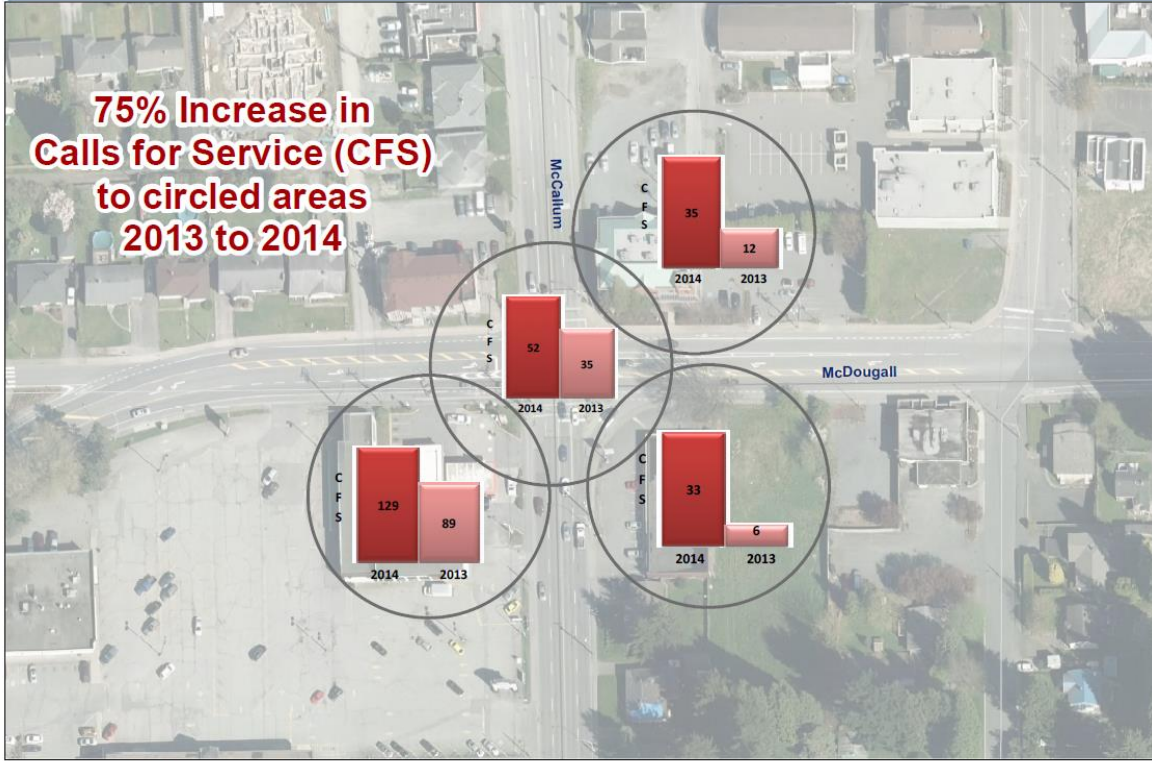 75% Increase in
Calls for Service (CFS)
to circled areas
2013 to 2014
McCallum
C
F
S
35
12
2014 2013
C
F
S
52
35
2014 2013
McDougall
C
F
S
129
89
2014 2013
C
F
S
33
6
2014 2013